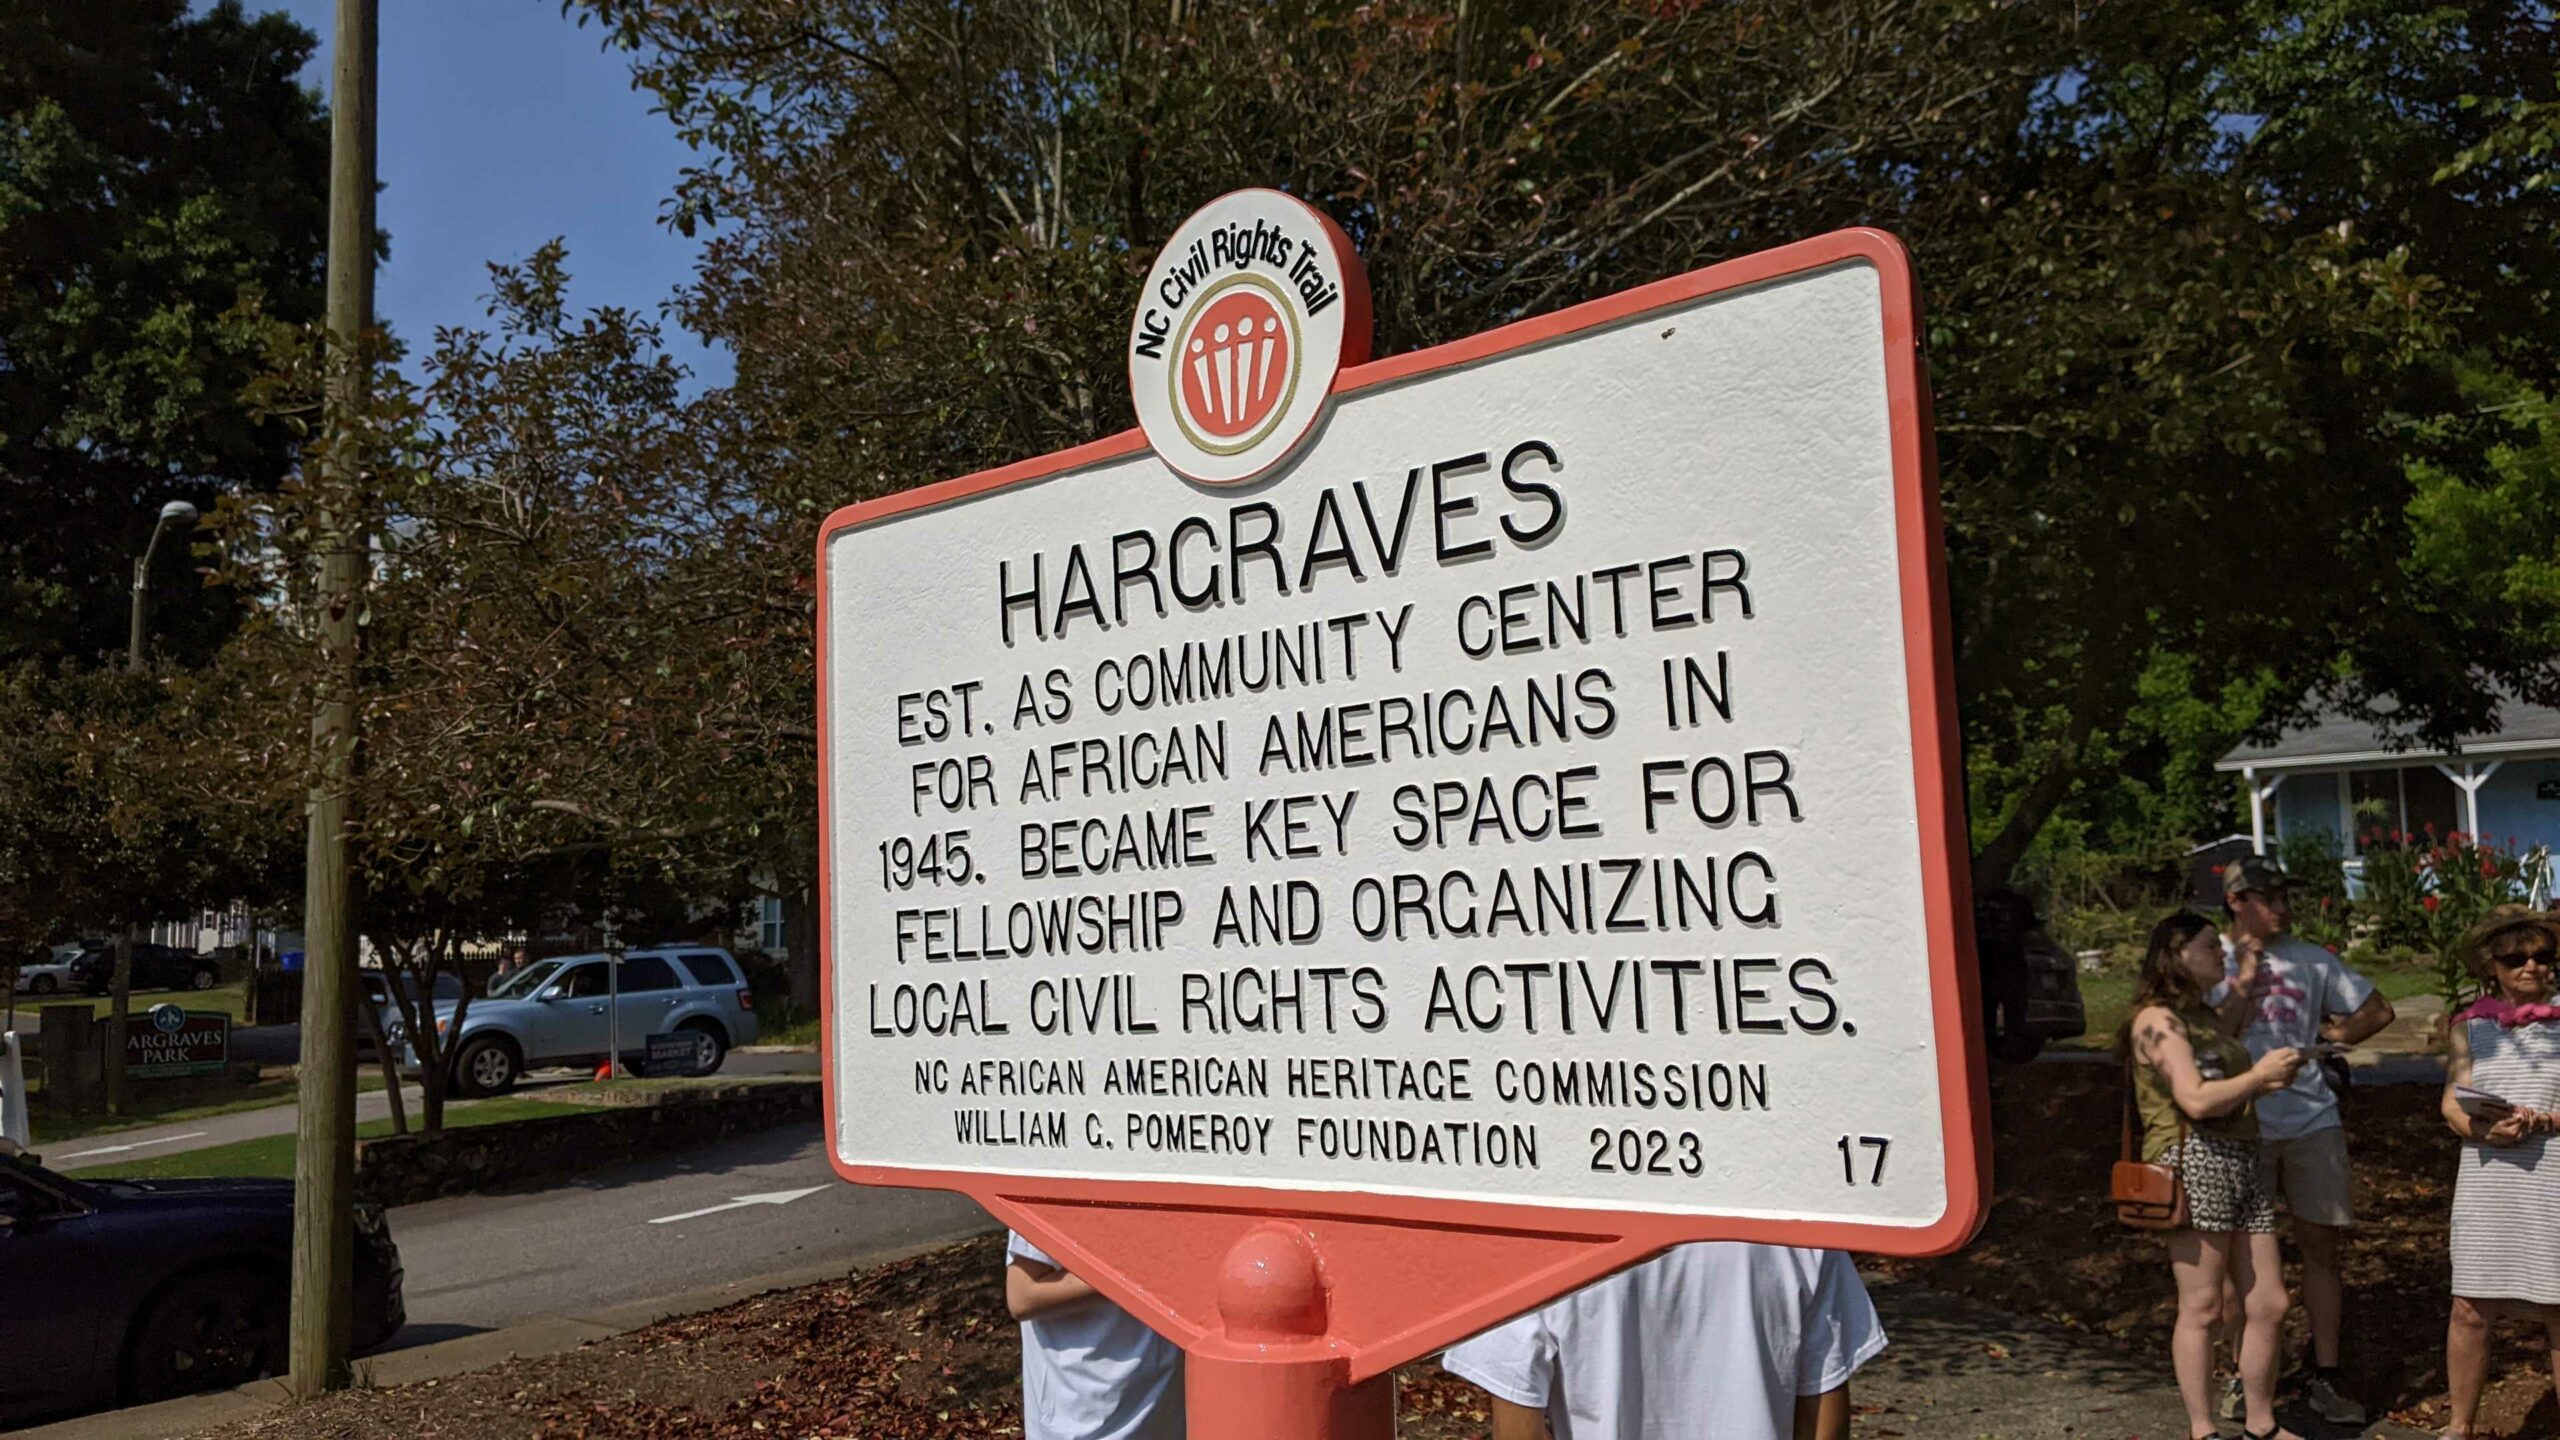 NC Civil Rights Trail
HARGRAVES
EST. AS COMMUNITY CENTER
FOR AFRICAN AMERICANS IN
1945. BECAME KEY SPACE FOR
FELLOWSHIP AND ORGANIZING
LOCAL CIVIL RIGHTS ACTIVITIES.
NC AFRICAN AMERICAN HERITAGE COMMISSION
WILLIAM G. POMEROY FOUNDATION 2023 17
ARGRAVES
PARK
MARKET